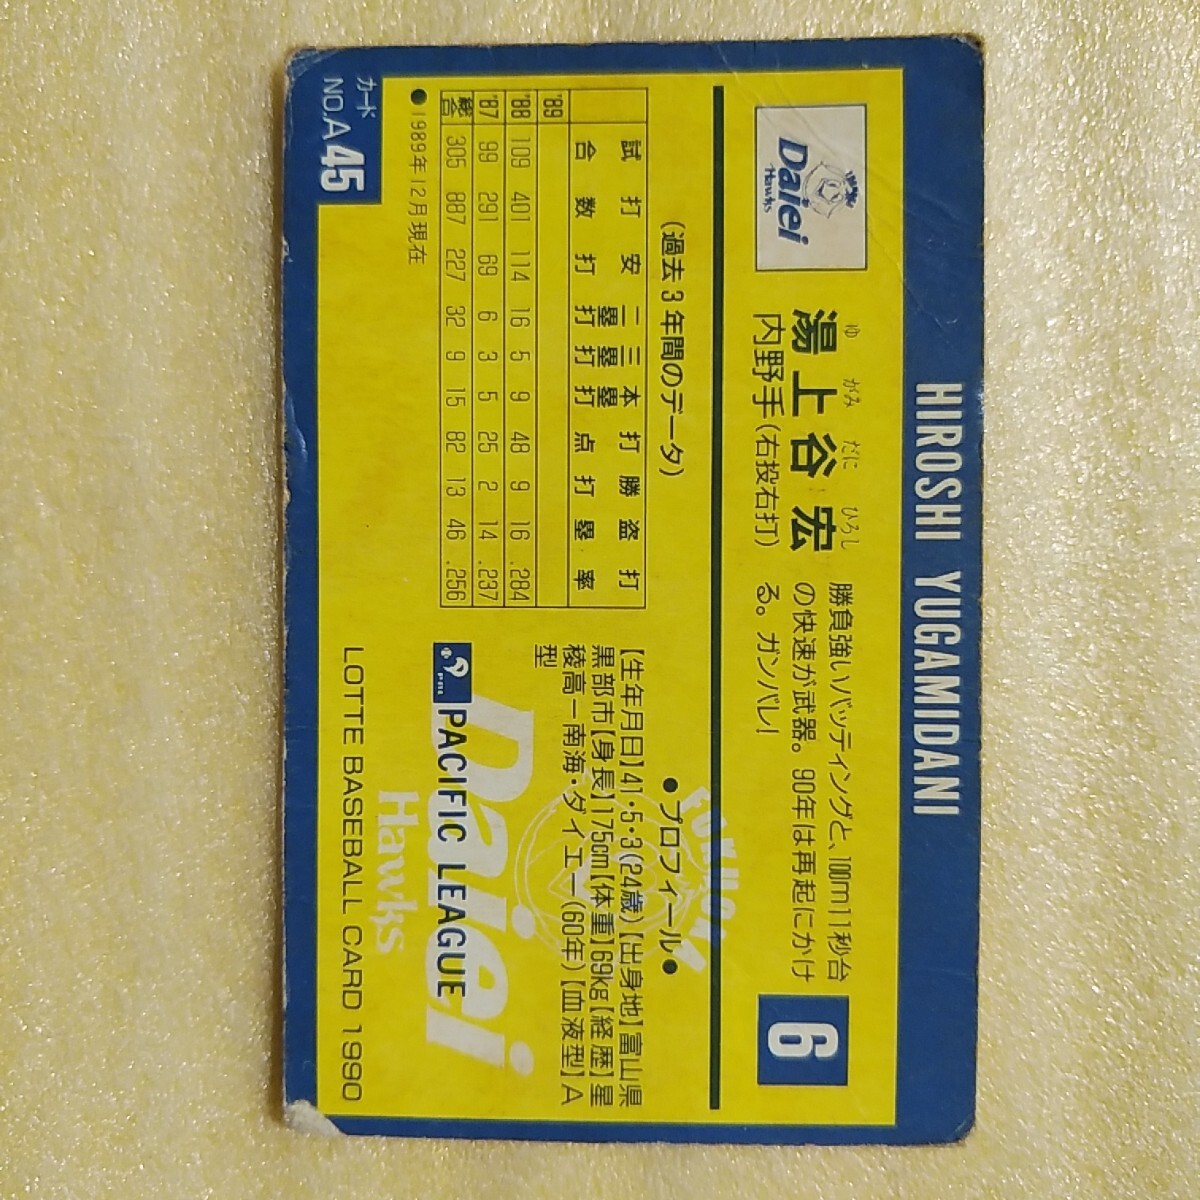 HIROSHI YUGAMIDANI
Daiei
Hawks
ゆ がみ だに ひろし
湯上谷 宏
内野手(右投右打)
勝負強いバッティングと、100m11秒台
の快速が武器。90年は再起にかけ
る。ガンバレ!
6
(過去3年間のデータ)
試合 打数 安打 二塁打 三塁打 本塁打 打点 勝打 盗塁 打率
'89
'88 109 401 114 16 5 9 48 9 16 .284
'87 99 291 69 6 3 5 25 2 14 .237
総合 305 887 227 32 9 15 82 13 46 .256
●1989年12月現在
●プロフィール●
【生年月日】41・5・3(24歳)【出身地】富山県
黒部市【身長】175cm【体重】69kg【経歴】星
稜高-南海・ダイエー(60年)【血液型】A
型
FUKUOKA
Daiei
Hawks
PBL
PACIFIC LEAGUE
カード
NO.A45
LOTTE BASEBALL CARD 1990